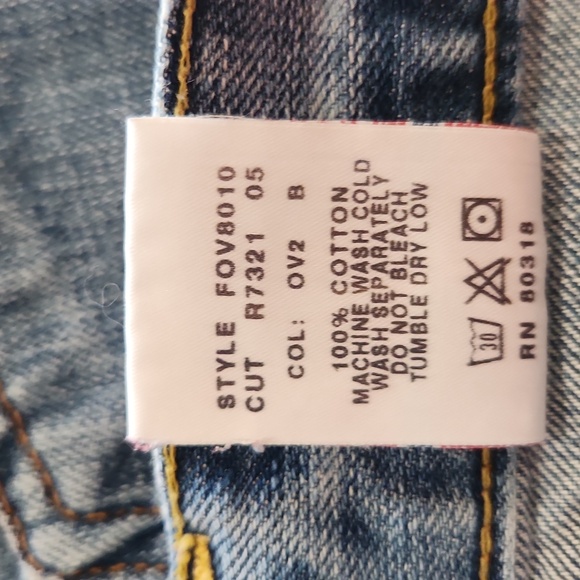 STYLE FOV8010
CUT R7321 05
COL: OV2 B
100% COTTON
MACHINE WASH COLD
WASH SEPARATELY
DO NOT BLEACH
TUMBLE DRY LOW
30
RN 80318